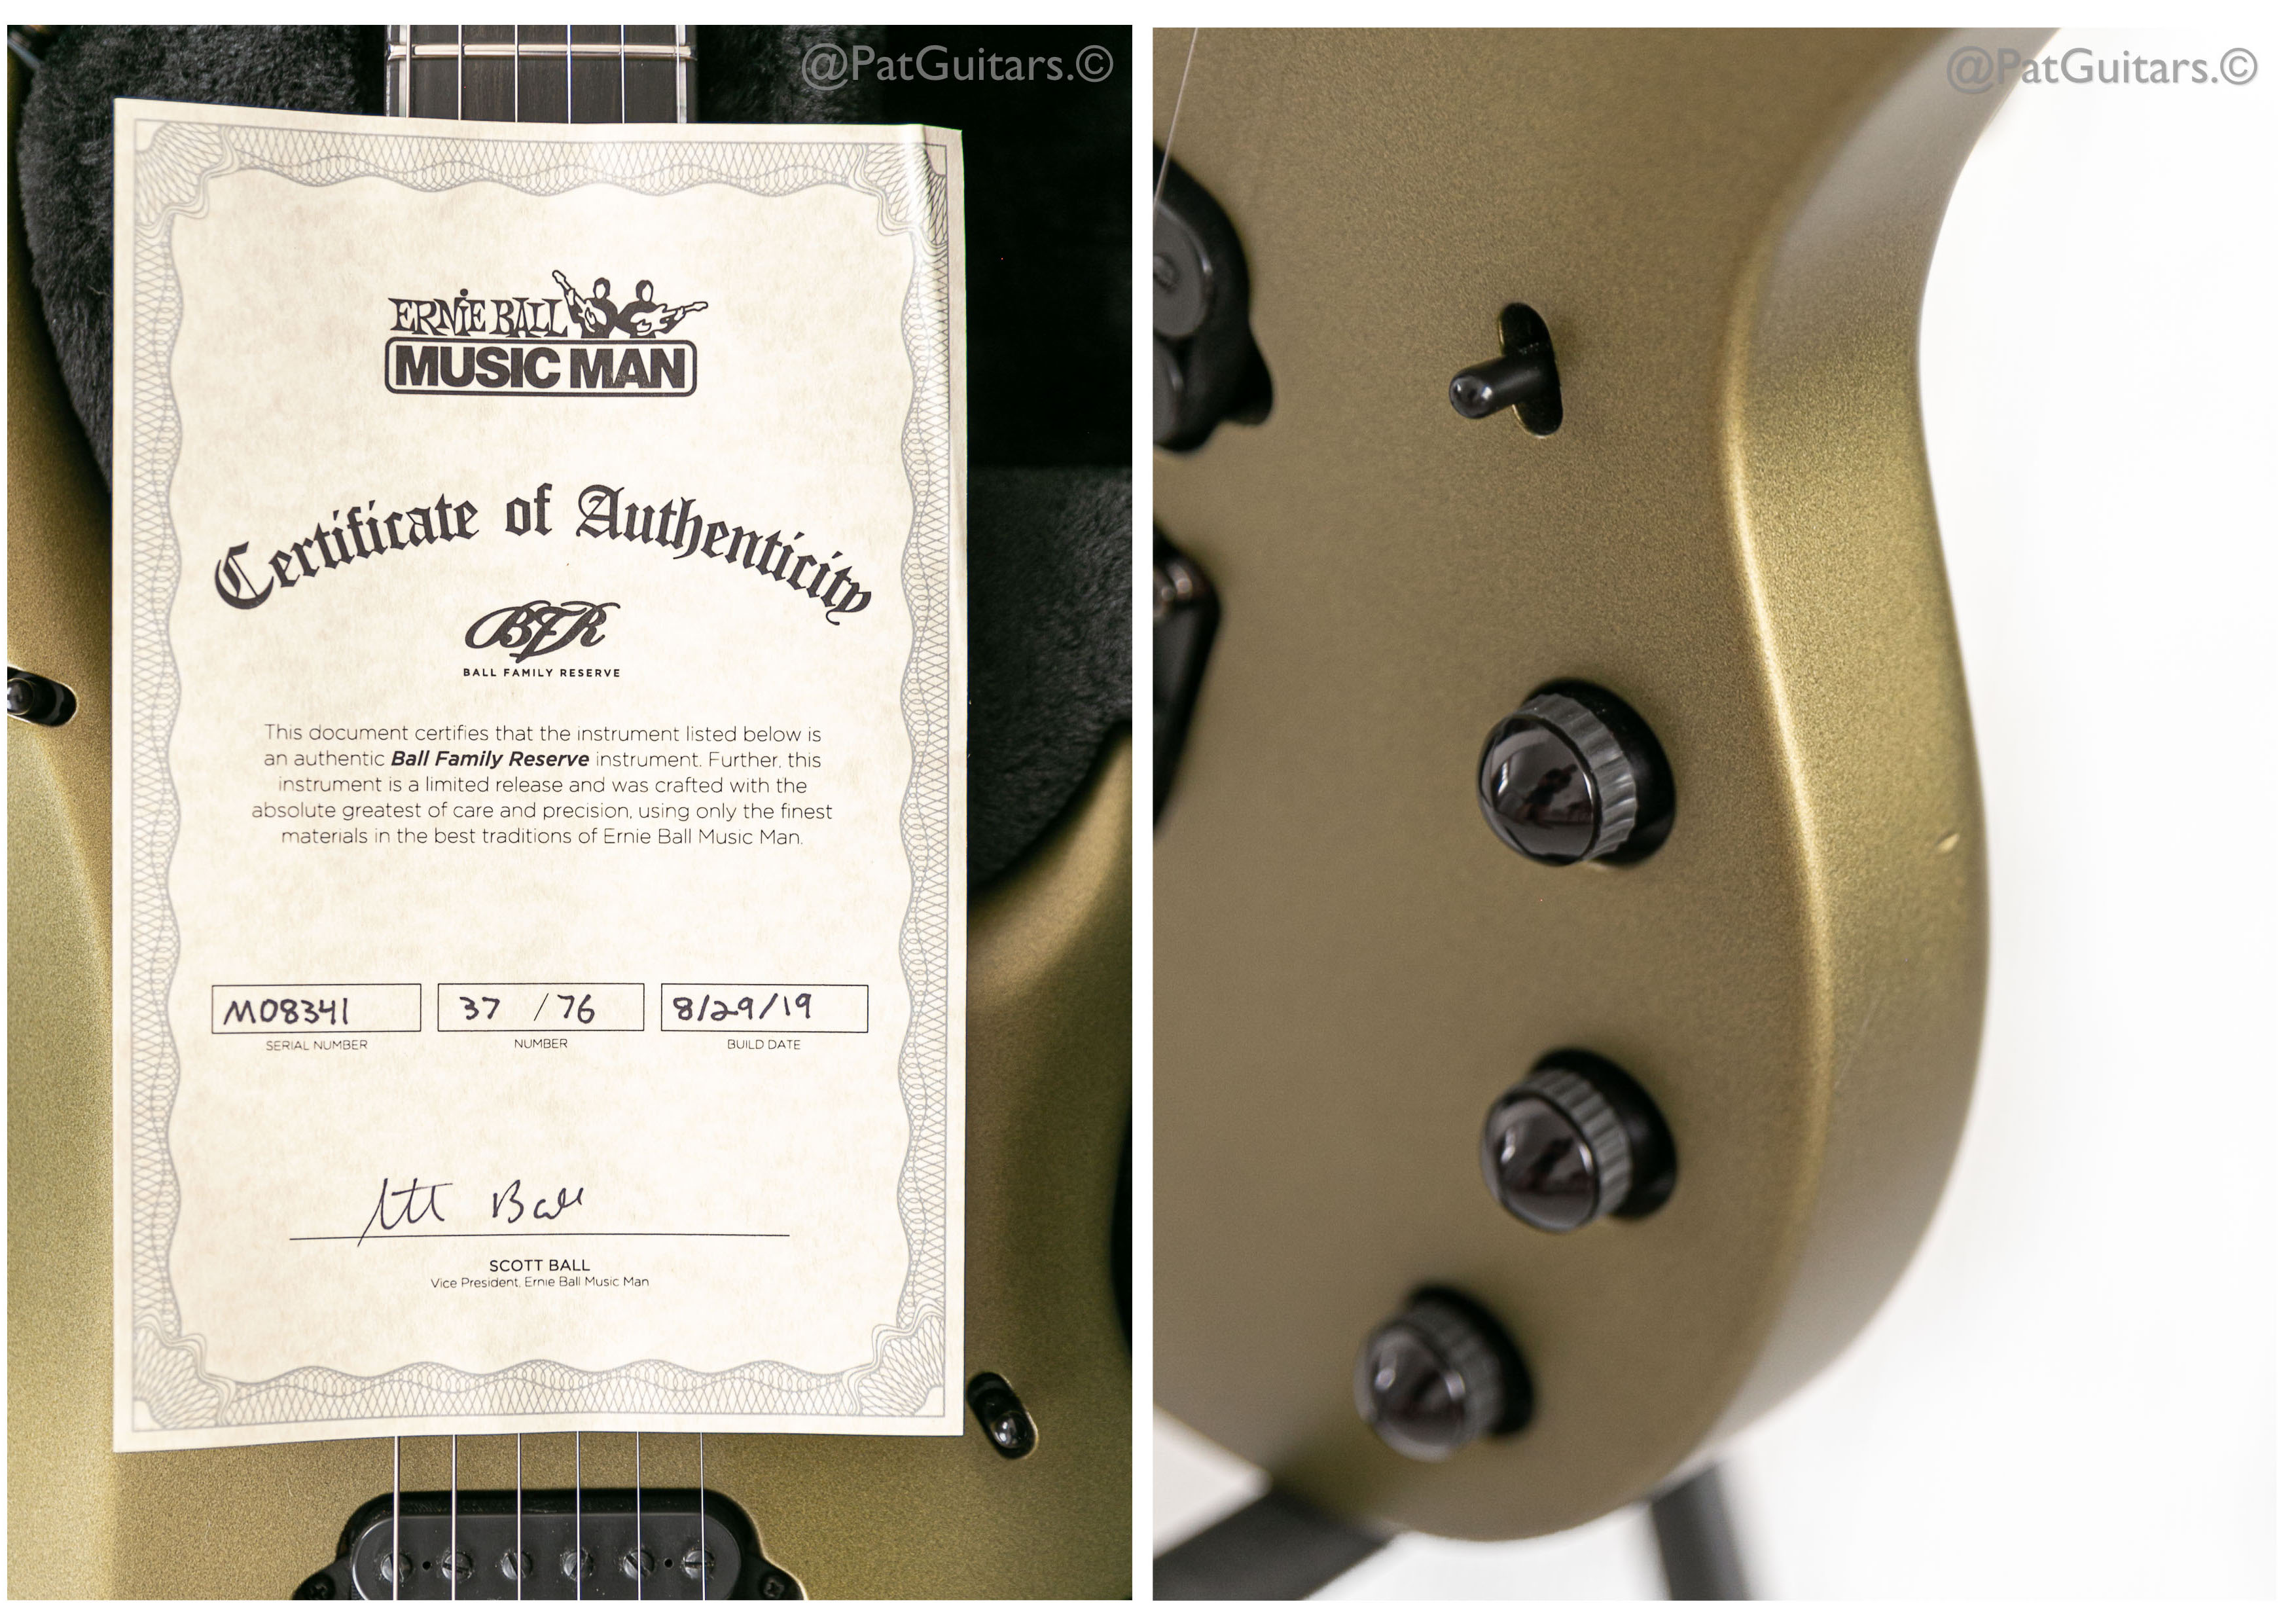 @PatGuitars.©
ERNIE BALL
MUSIC MAN
Certificate of Authenticity
BFR
BALL FAMILY RESERVE
This document certifies that the instrument listed below is
an authentic Ball Family Reserve instrument. Further, this
instrument is a limited release and was crafted with the
absolute greatest of care and precision, using only the finest
materials in the best traditions of Ernie Ball Music Man.
M08341 37 / 76 8/29/19
SERIAL NUMBER NUMBER BUILD DATE
Ball
SCOTT BALL
Vice President, Ernie Ball Music Man
@PatGuitars.©